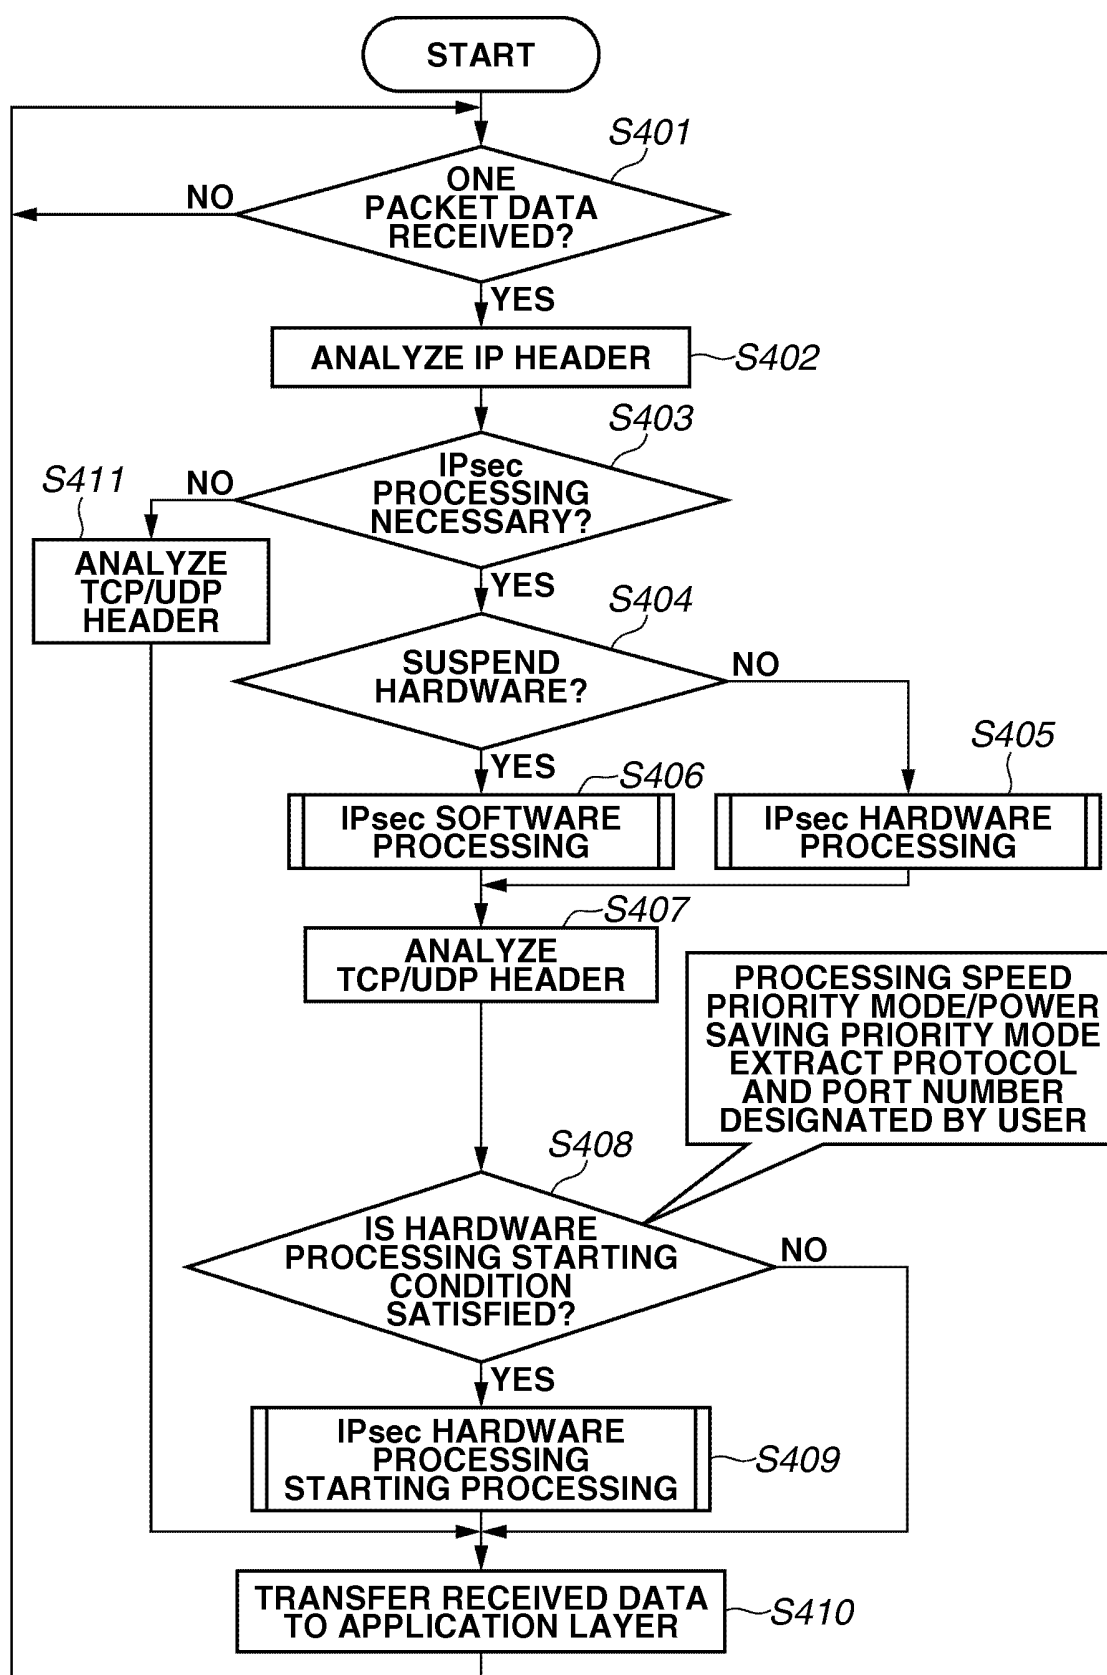 START
S401
ONE
PACKET DATA
RECEIVED?
NO
YES
ANALYZE IP HEADER
S402
S403
IPsec
PROCESSING
NECESSARY?
NO
S411
ANALYZE
TCP/UDP
HEADER
YES
S404
SUSPEND
HARDWARE?
NO
YES
S405
S406
IPsec SOFTWARE
PROCESSING
IPsec HARDWARE
PROCESSING
S407
ANALYZE
TCP/UDP HEADER
PROCESSING SPEED
PRIORITY MODE/POWER
SAVING PRIORITY MODE
EXTRACT PROTOCOL
AND PORT NUMBER
DESIGNATED BY USER
S408
IS HARDWARE
PROCESSING STARTING
CONDITION
SATISFIED?
NO
YES
IPsec HARDWARE
PROCESSING
STARTING PROCESSING
S409
TRANSFER RECEIVED DATA
TO APPLICATION LAYER
S410